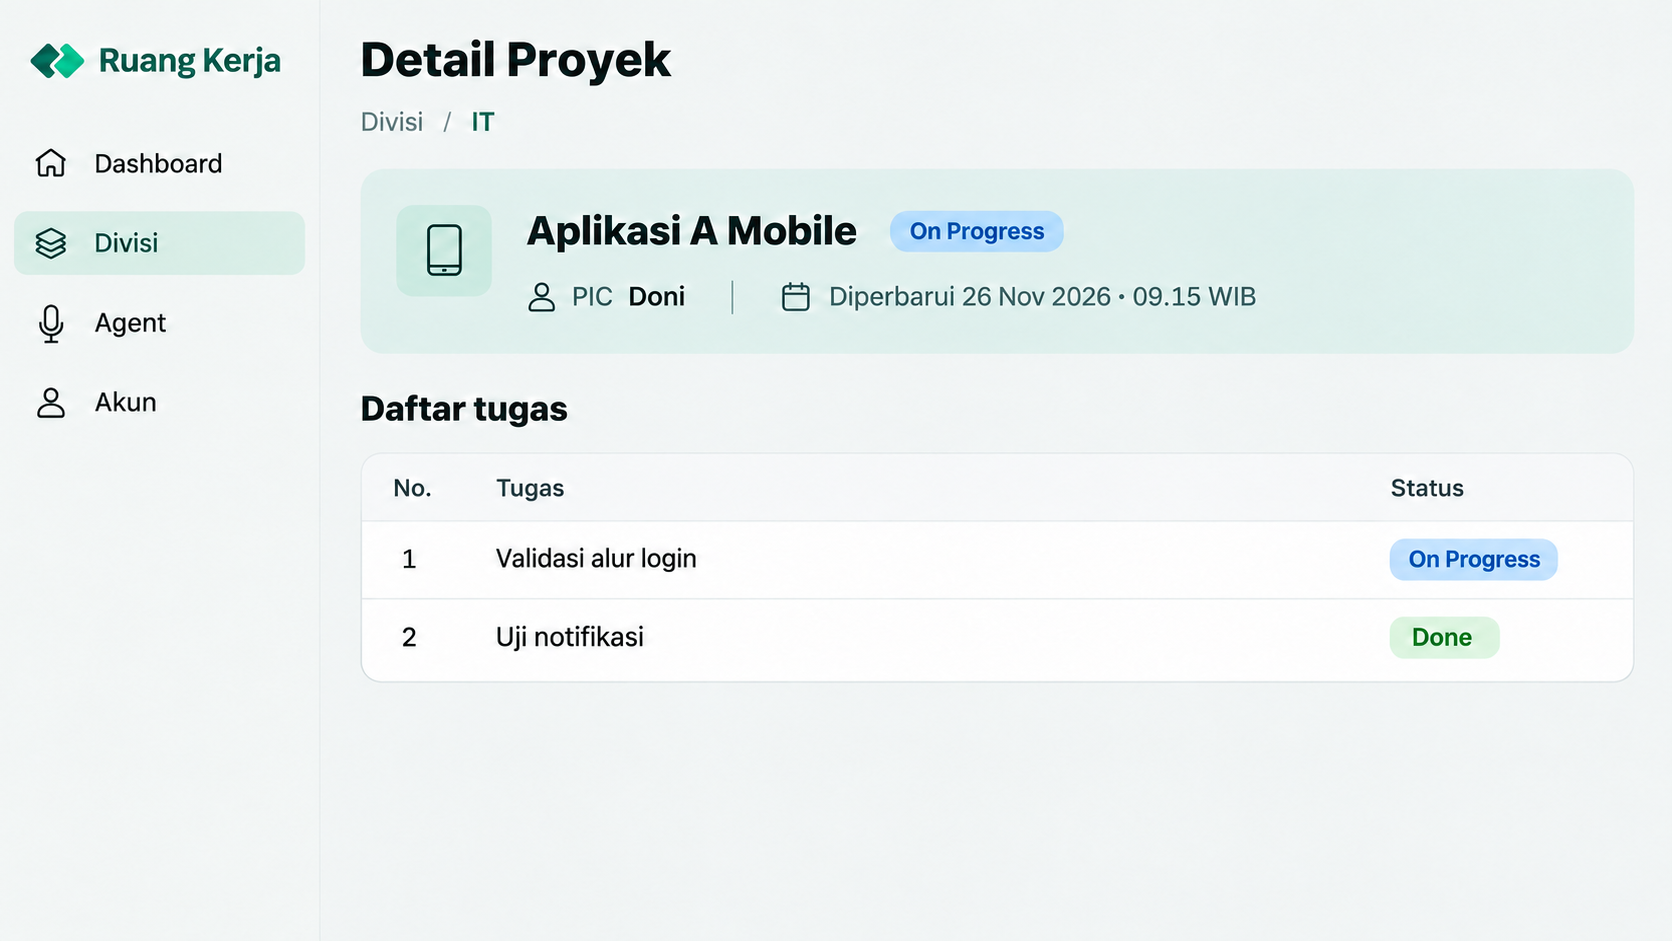 Ruang Kerja
Dashboard
Divisi
Agent
Akun
Detail Proyek
Divisi / IT
Aplikasi A Mobile On Progress
PIC Doni Diperbarui 26 Nov 2026 • 09.15 WIB
Daftar tugas
No. Tugas Status
1 Validasi alur login On Progress
2 Uji notifikasi Done